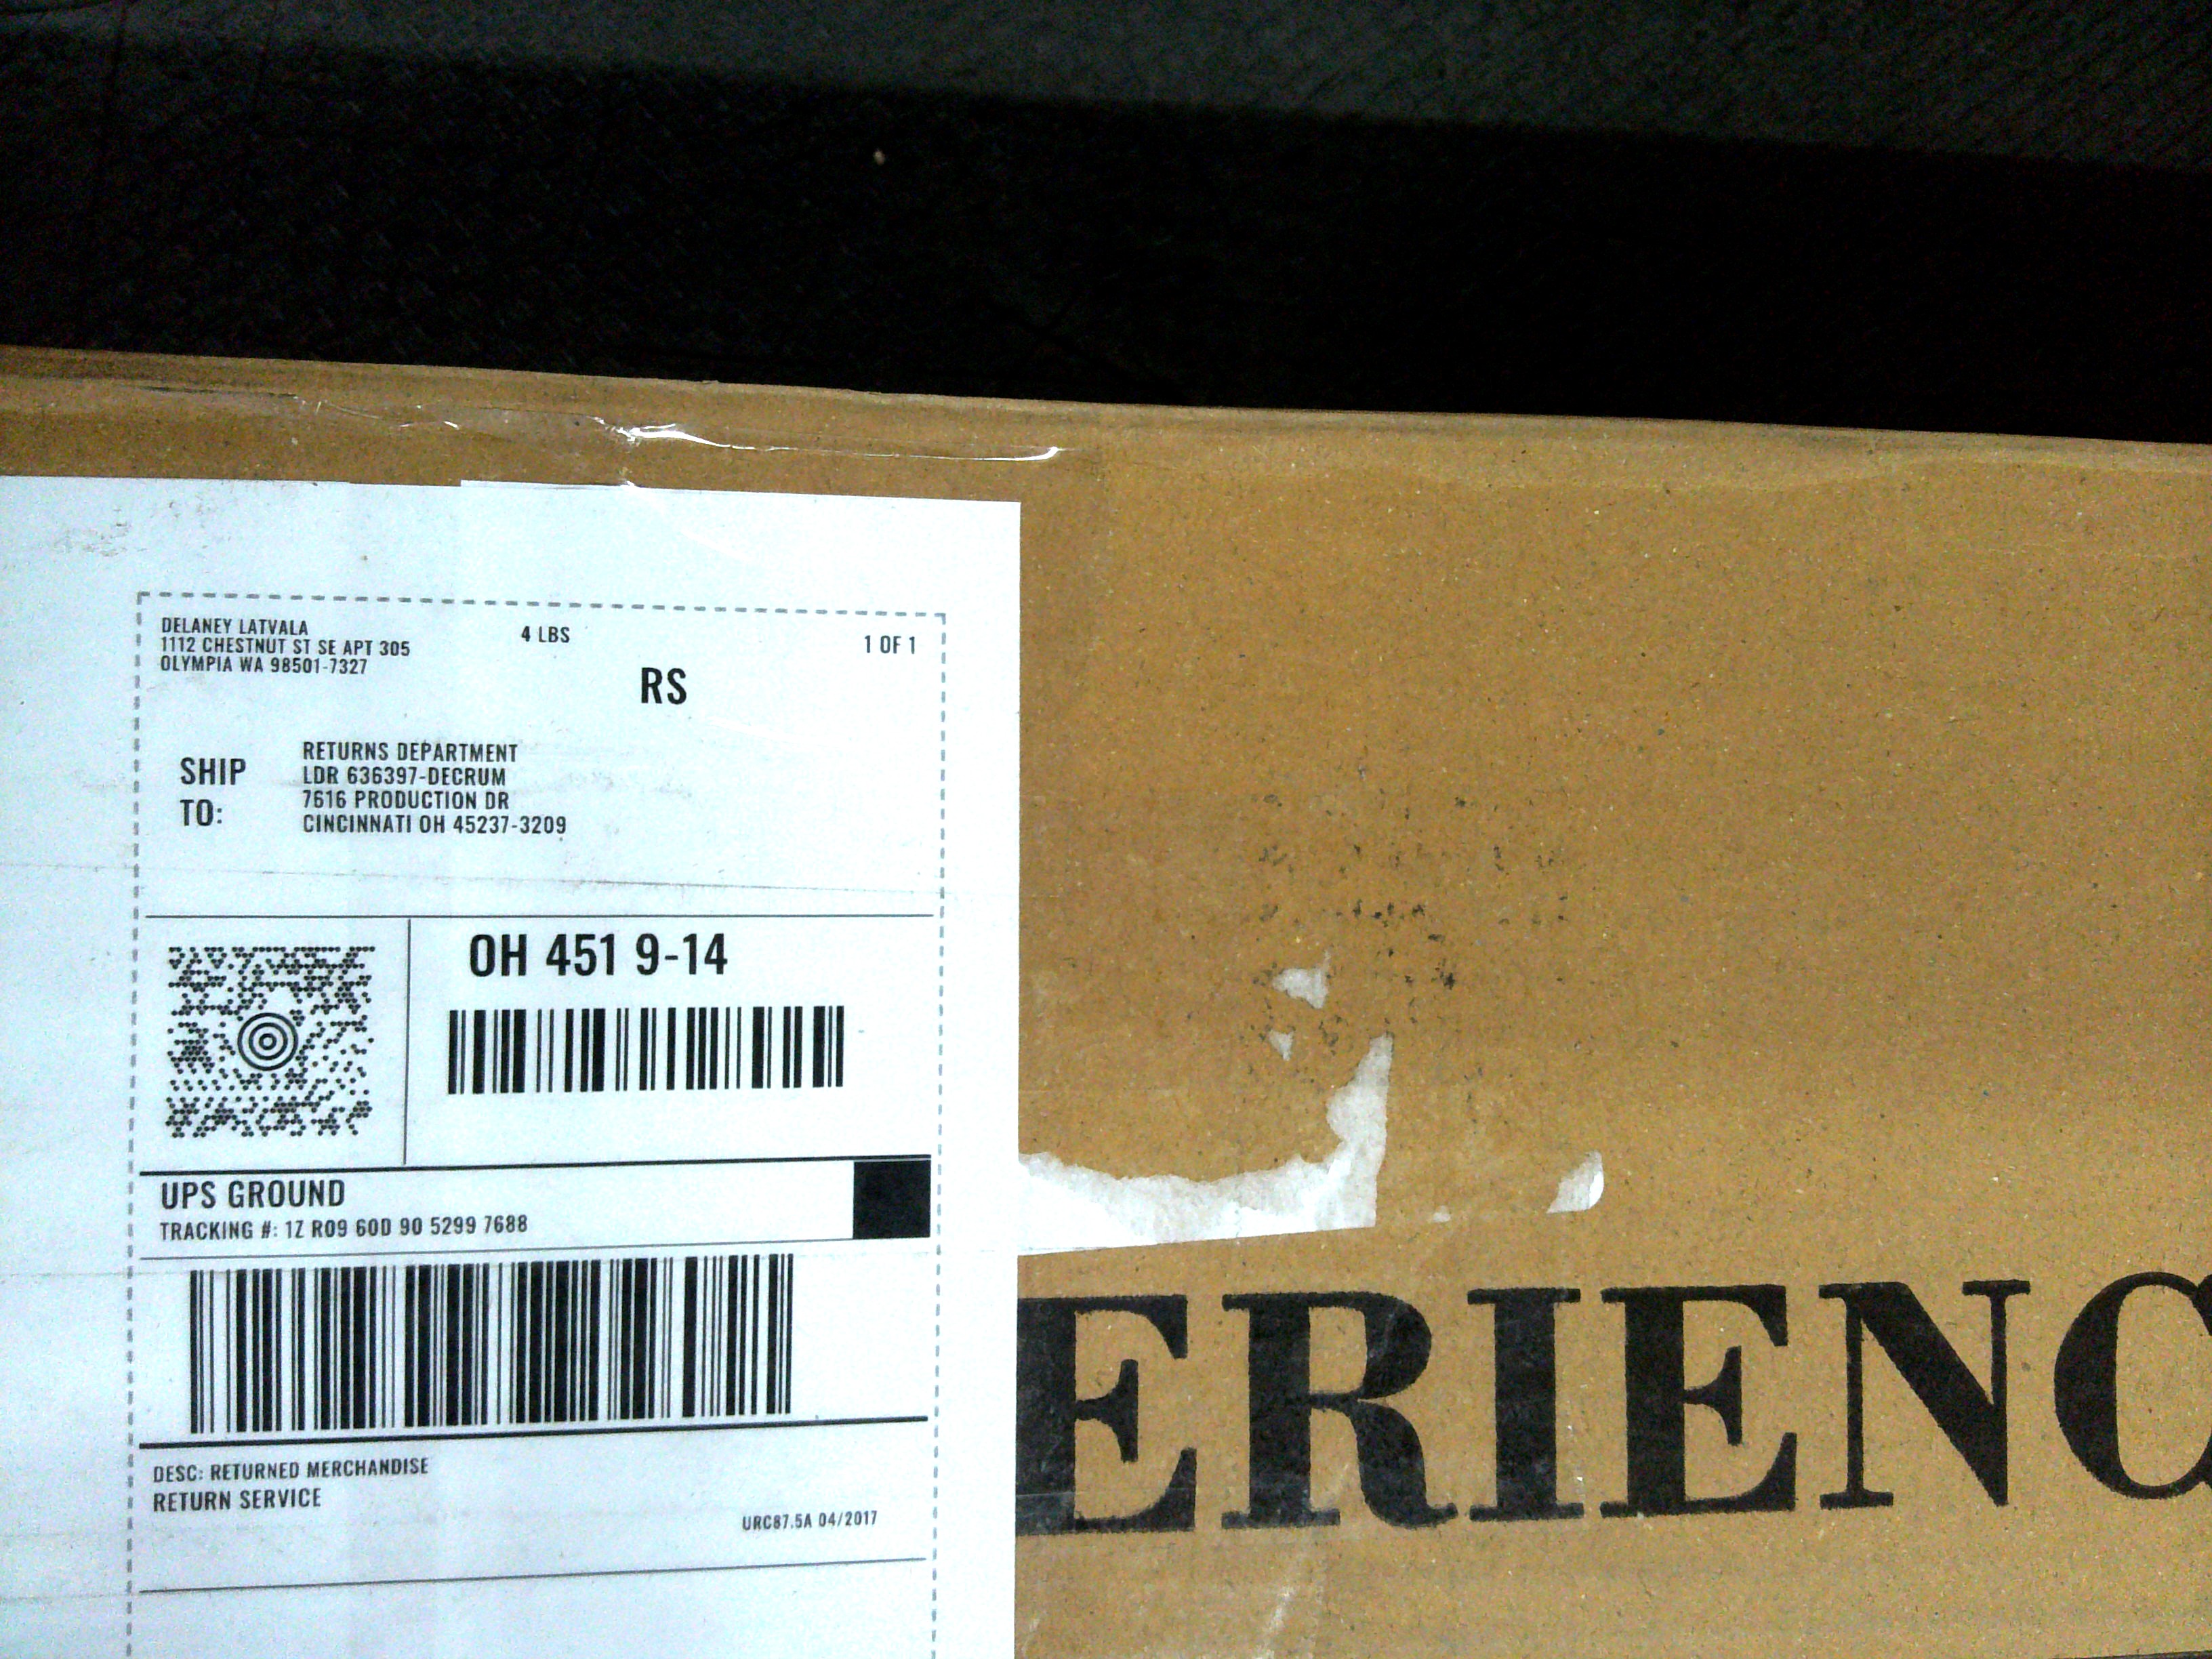 DELANEY LATVALA
1112 CHESTNUT ST SE APT 305
OLYMPIA WA 98501-7327
4 LBS
1 OF 1
RS
SHIP TO:
RETURNS DEPARTMENT
LDR 636397-DECRUM
7616 PRODUCTION DR
CINCINNATI OH 45237-3209
OH 451 9-14
UPS GROUND
TRACKING #: 1Z R09 60D 90 5299 7688
DESC: RETURNED MERCHANDISE
RETURN SERVICE
URC87.5A 04/2017
ERIENC